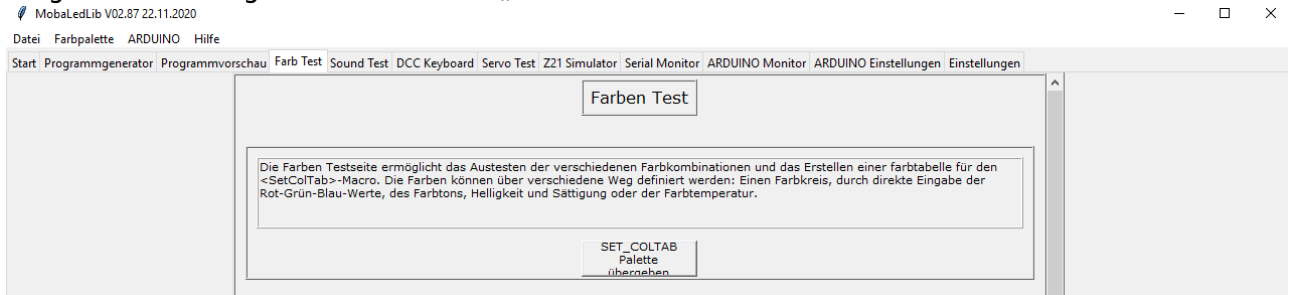 MobaLedLib V02.87 22.11.2020
Datei Farbpalette ARDUINO Hilfe
Start Programmgenerator Programmvorschau Farb Test Sound Test DCC Keyboard Servo Test Z21 Simulator Serial Monitor ARDUINO Monitor ARDUINO Einstellungen Einstellungen
Farben Test
Die Farben Testseite ermöglicht das Austesten der verschiedenen Farbkombinationen und das Erstellen einer farbtabelle für den
<SetColTab>-Macro. Die Farben können über verschiedene Weg definiert werden: Einen Farbkreis, durch direkte Eingabe der
Rot-Grün-Blau-Werte, des Farbtons, Helligkeit und Sättigung oder der Farbtemperatur.
SET_COLTAB
Palette
übergeben